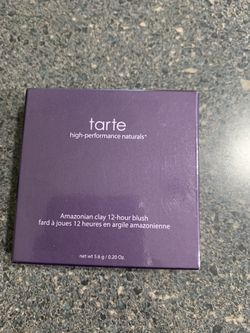 tarte
high-performance naturals™
Amazonian clay 12-hour blush
fard à joues 12 heures en argile amazonienne
net wt 5.6 g / 0.20 Oz.